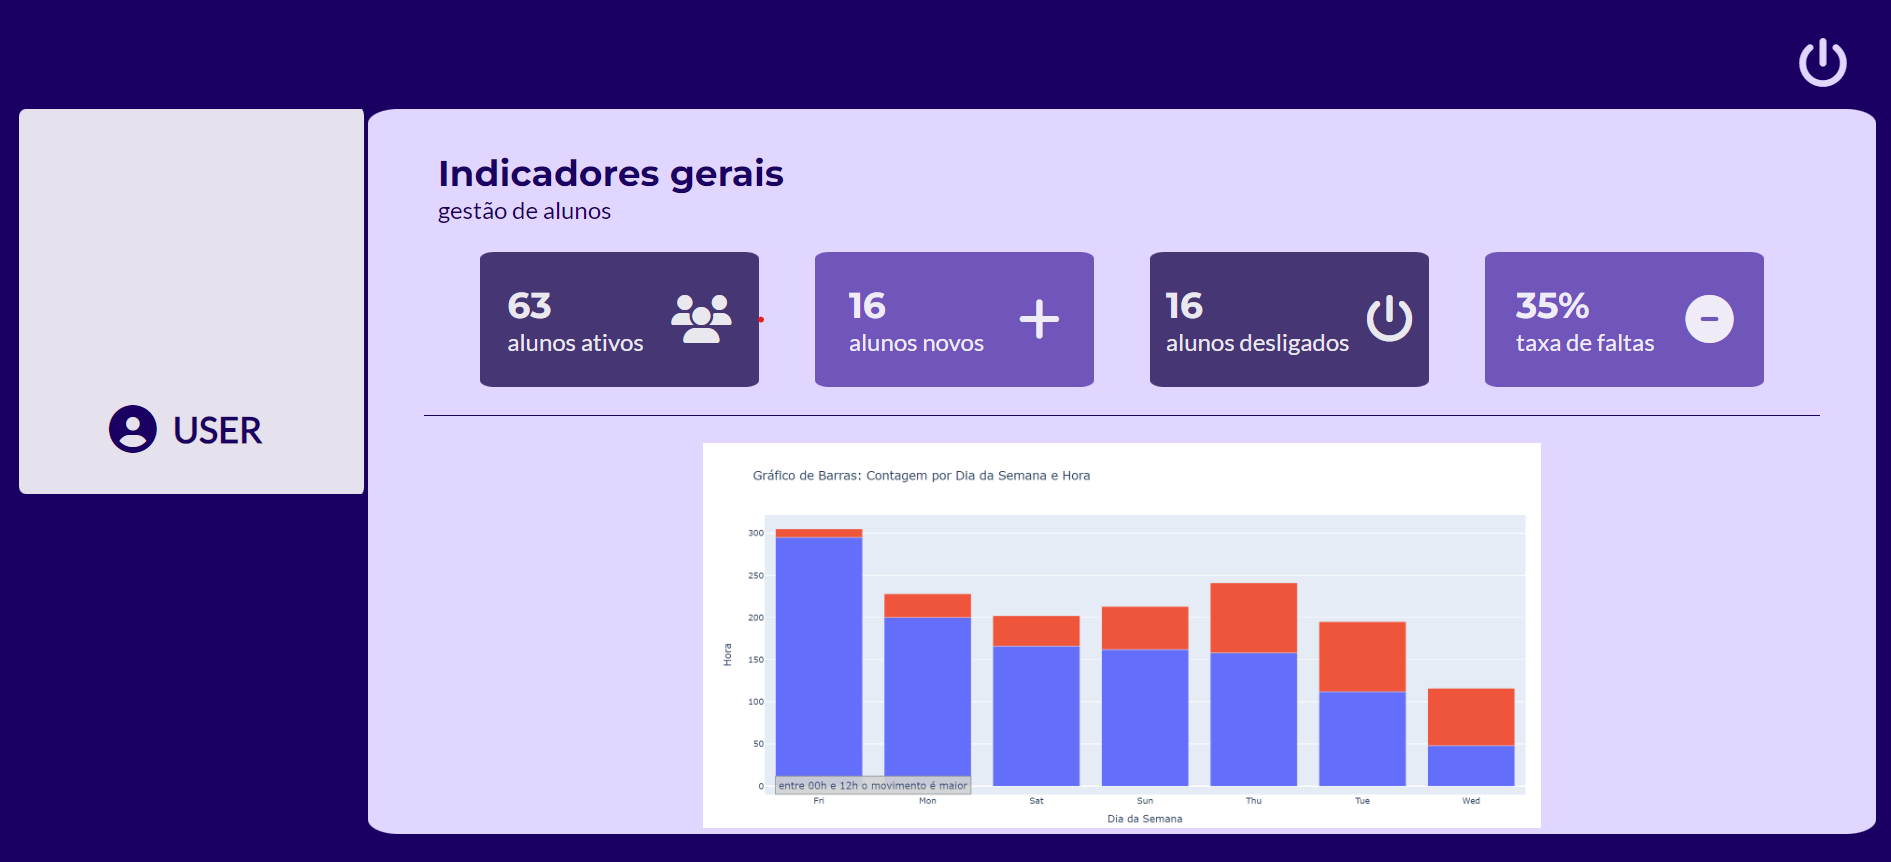 USER
Indicadores gerais
gestão de alunos
63
alunos ativos
16
alunos novos
16
alunos desligados
35%
taxa de faltas
Gráfico de Barras: Contagem por Dia da Semana e Hora
Hora
300
250
200
150
100
50
0
entre 00h e 12h o movimento é maior
Fri Mon Sat Sun Thu Tue Wed
Dia da Semana